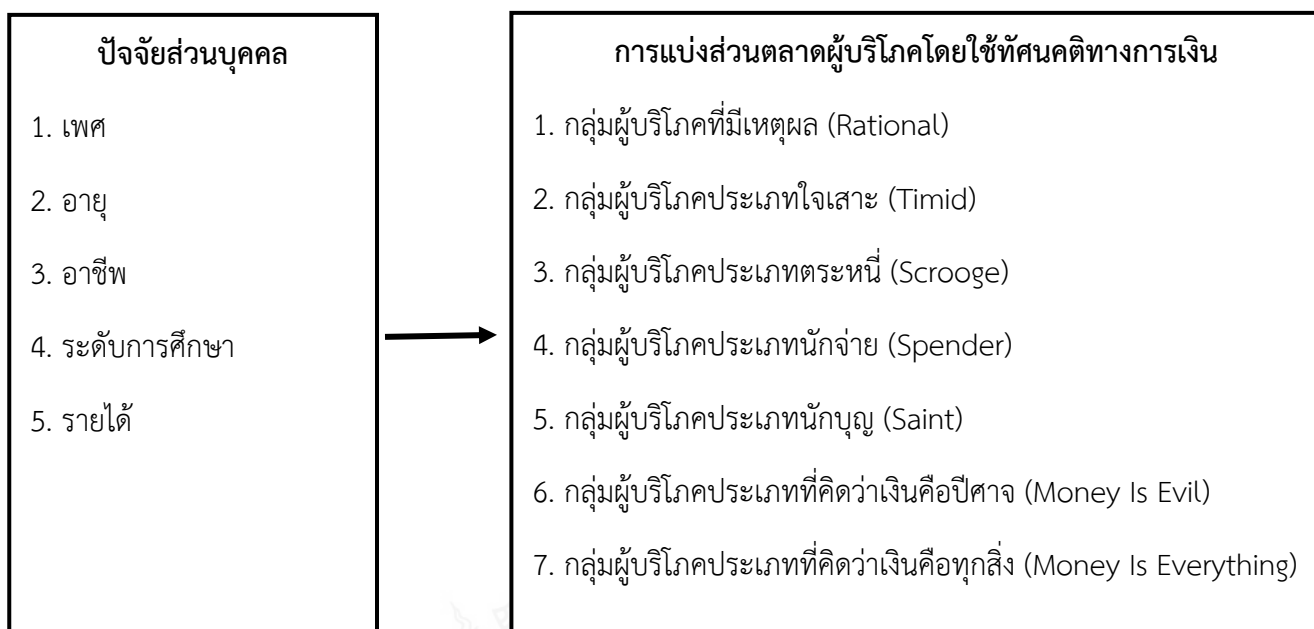 ปัจจัยส่วนบุคคล
1. เพศ
2. อายุ
3. อาชีพ
4. ระดับการศึกษา
5. รายได้
การแบ่งส่วนตลาดผู้บริโภคโดยใช้ทัศนคติทางการเงิน
1. กลุ่มผู้บริโภคที่มีเหตุผล (Rational)
2. กลุ่มผู้บริโภคประเภทใจเสาะ (Timid)
3. กลุ่มผู้บริโภคประเภทตระหนี่ (Scrooge)
4. กลุ่มผู้บริโภคประเภทนักจ่าย (Spender)
5. กลุ่มผู้บริโภคประเภทนักบุญ (Saint)
6. กลุ่มผู้บริโภคประเภทที่คิดว่าเงินคือปีศาจ (Money Is Evil)
7. กลุ่มผู้บริโภคประเภทที่คิดว่าเงินคือทุกสิ่ง (Money Is Everything)